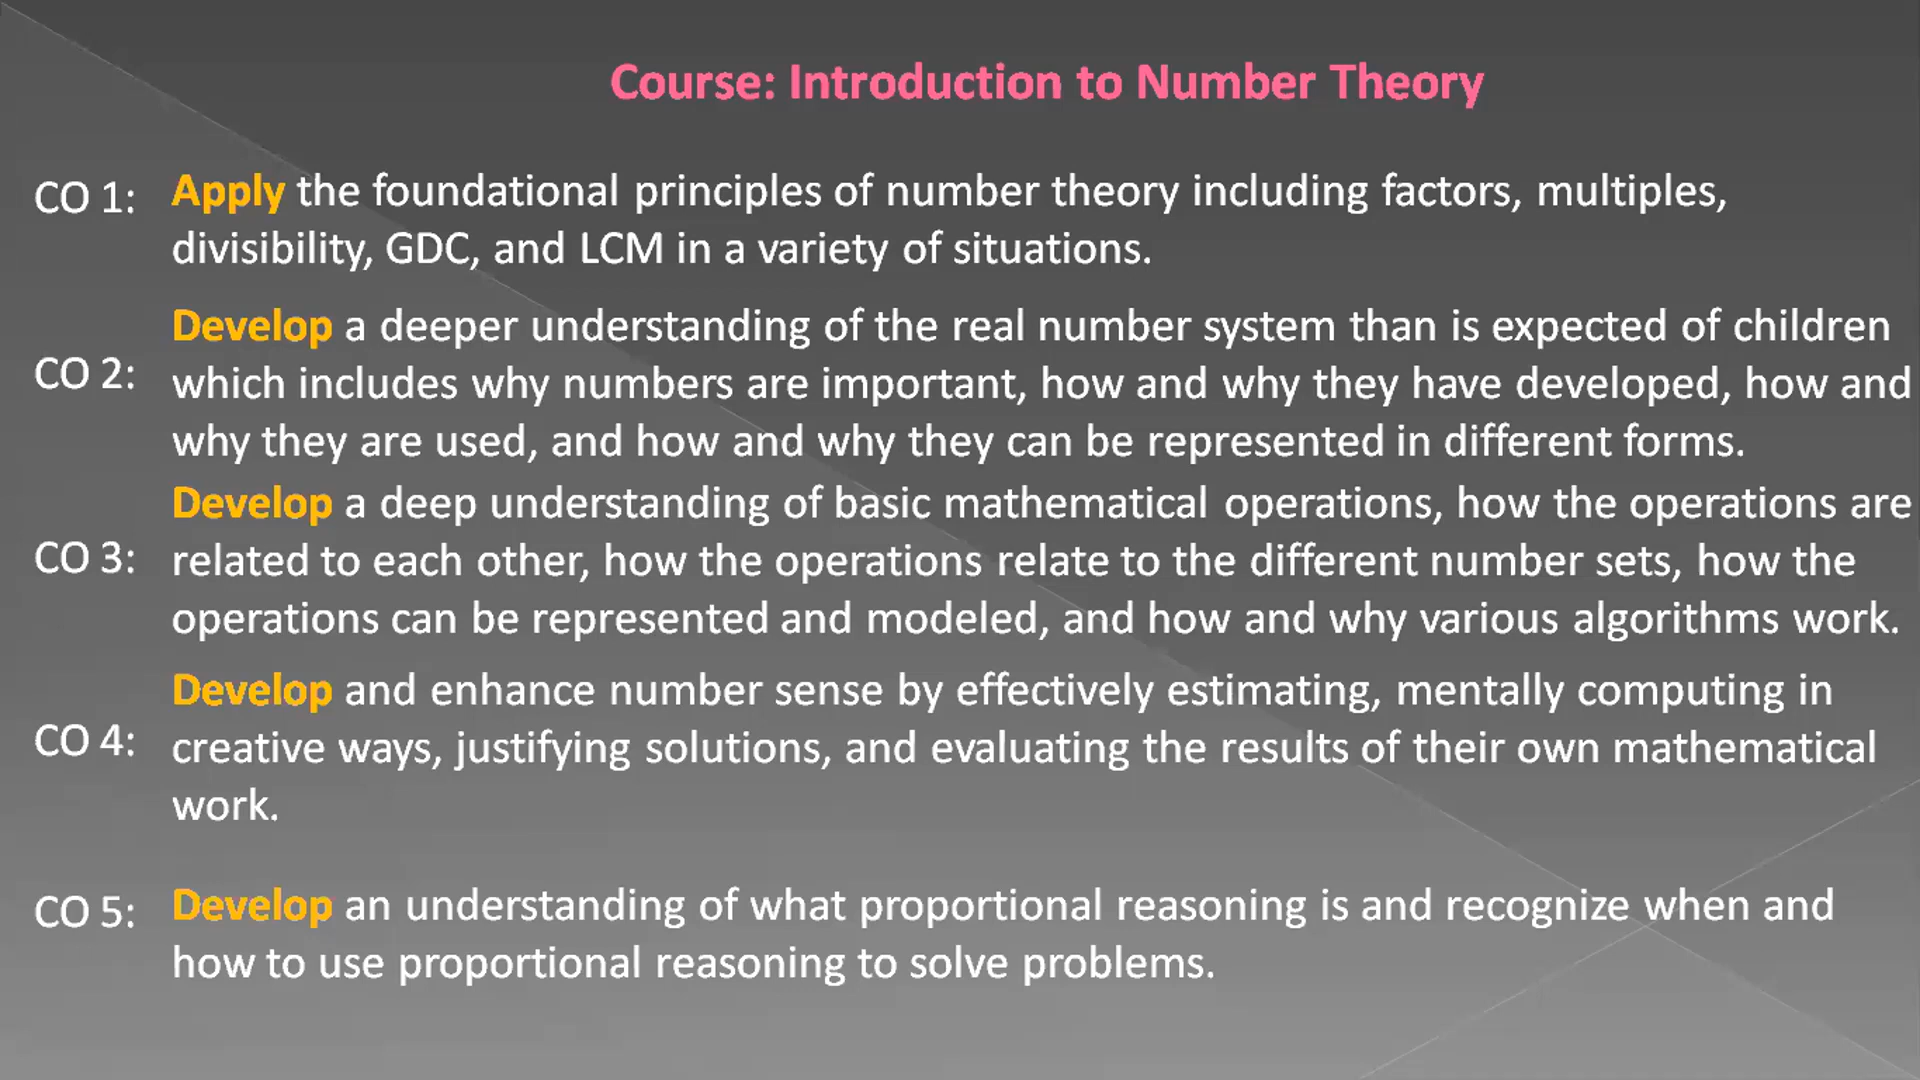 Course: Introduction to Number Theory
CO 1: Apply the foundational principles of number theory including factors, multiples,
divisibility, GDC, and LCM in a variety of situations.
Develop a deeper understanding of the real number system than is expected of children
CO 2: which includes why numbers are important, how and why they have developed, how and
why they are used, and how and why they can be represented in different forms.
Develop a deep understanding of basic mathematical operations, how the operations are
CO 3: related to each other, how the operations relate to the different number sets, how the
operations can be represented and modeled, and how and why various algorithms work.
Develop and enhance number sense by effectively estimating, mentally computing in
CO 4: creative ways, justifying solutions, and evaluating the results of their own mathematical
work.
CO 5: Develop an understanding of what proportional reasoning is and recognize when and
how to use proportional reasoning to solve problems.